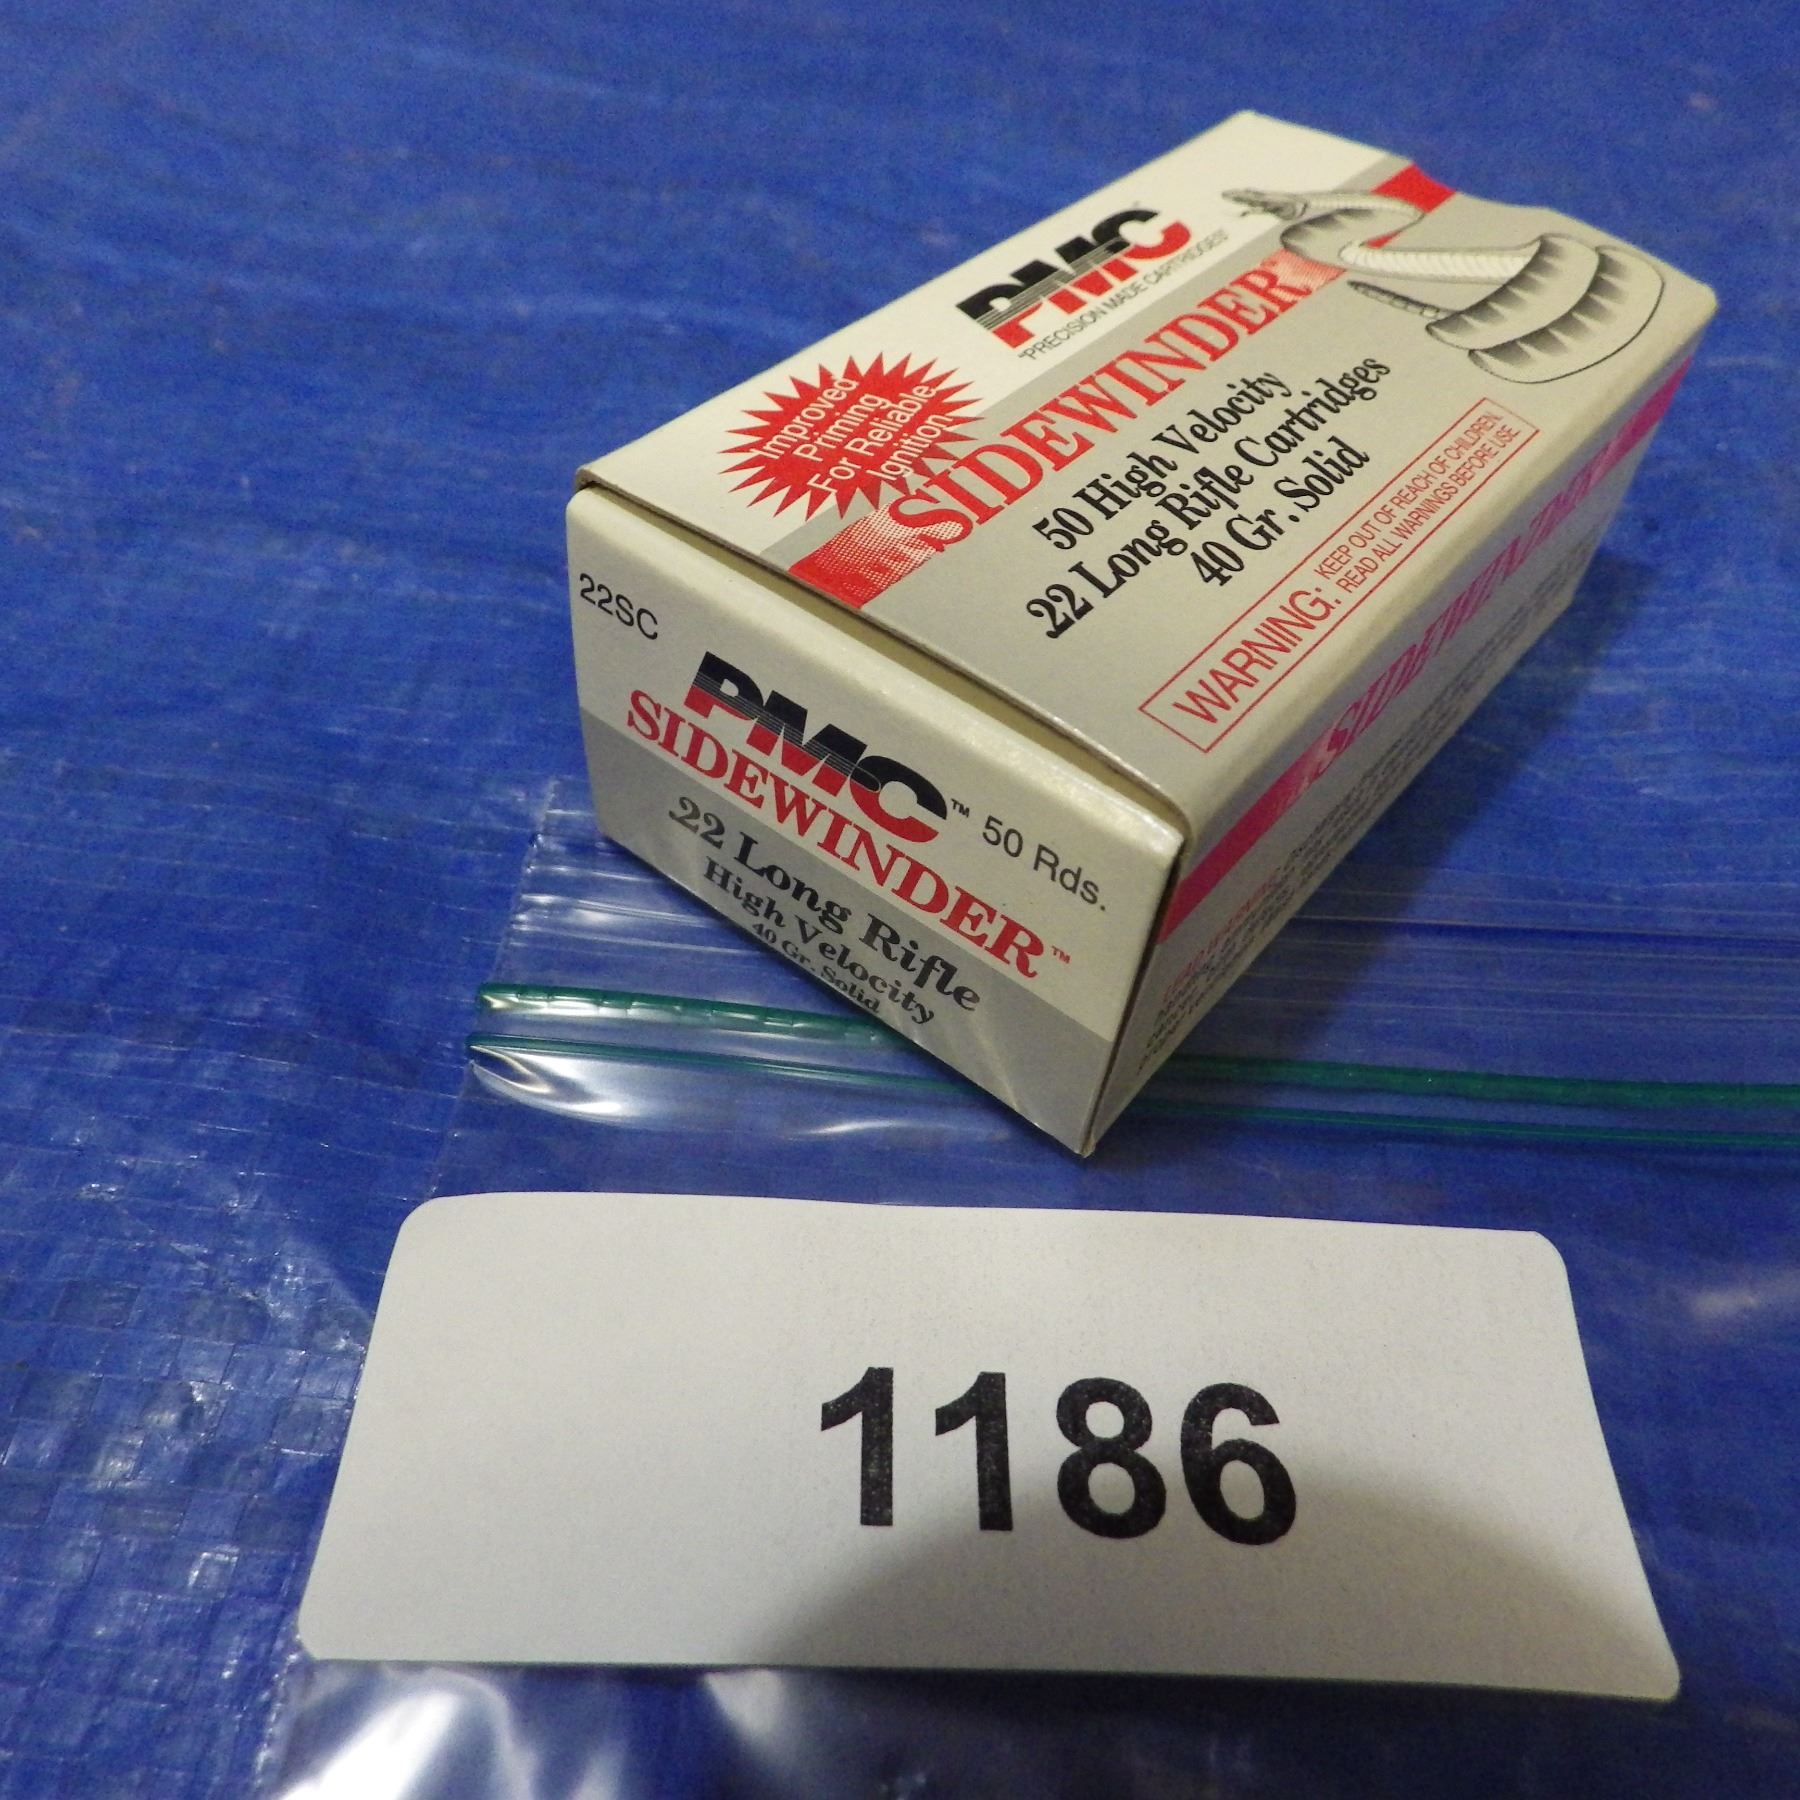 PMC
"PRECISION MADE CARTRIDGES"
Improved
Priming
For Reliable
Ignition
SIDEWINDER
50 High Velocity
22 Long Rifle Cartridges
40 Gr. Solid
WARNING: KEEP OUT OF REACH OF CHILDREN.
READ ALL WARNINGS BEFORE USE.
22SC
PMC™ 50 Rds.
SIDEWINDER™
.22 Long Rifle
High Velocity
40 Gr. Solid
SIDEWINDER
1186